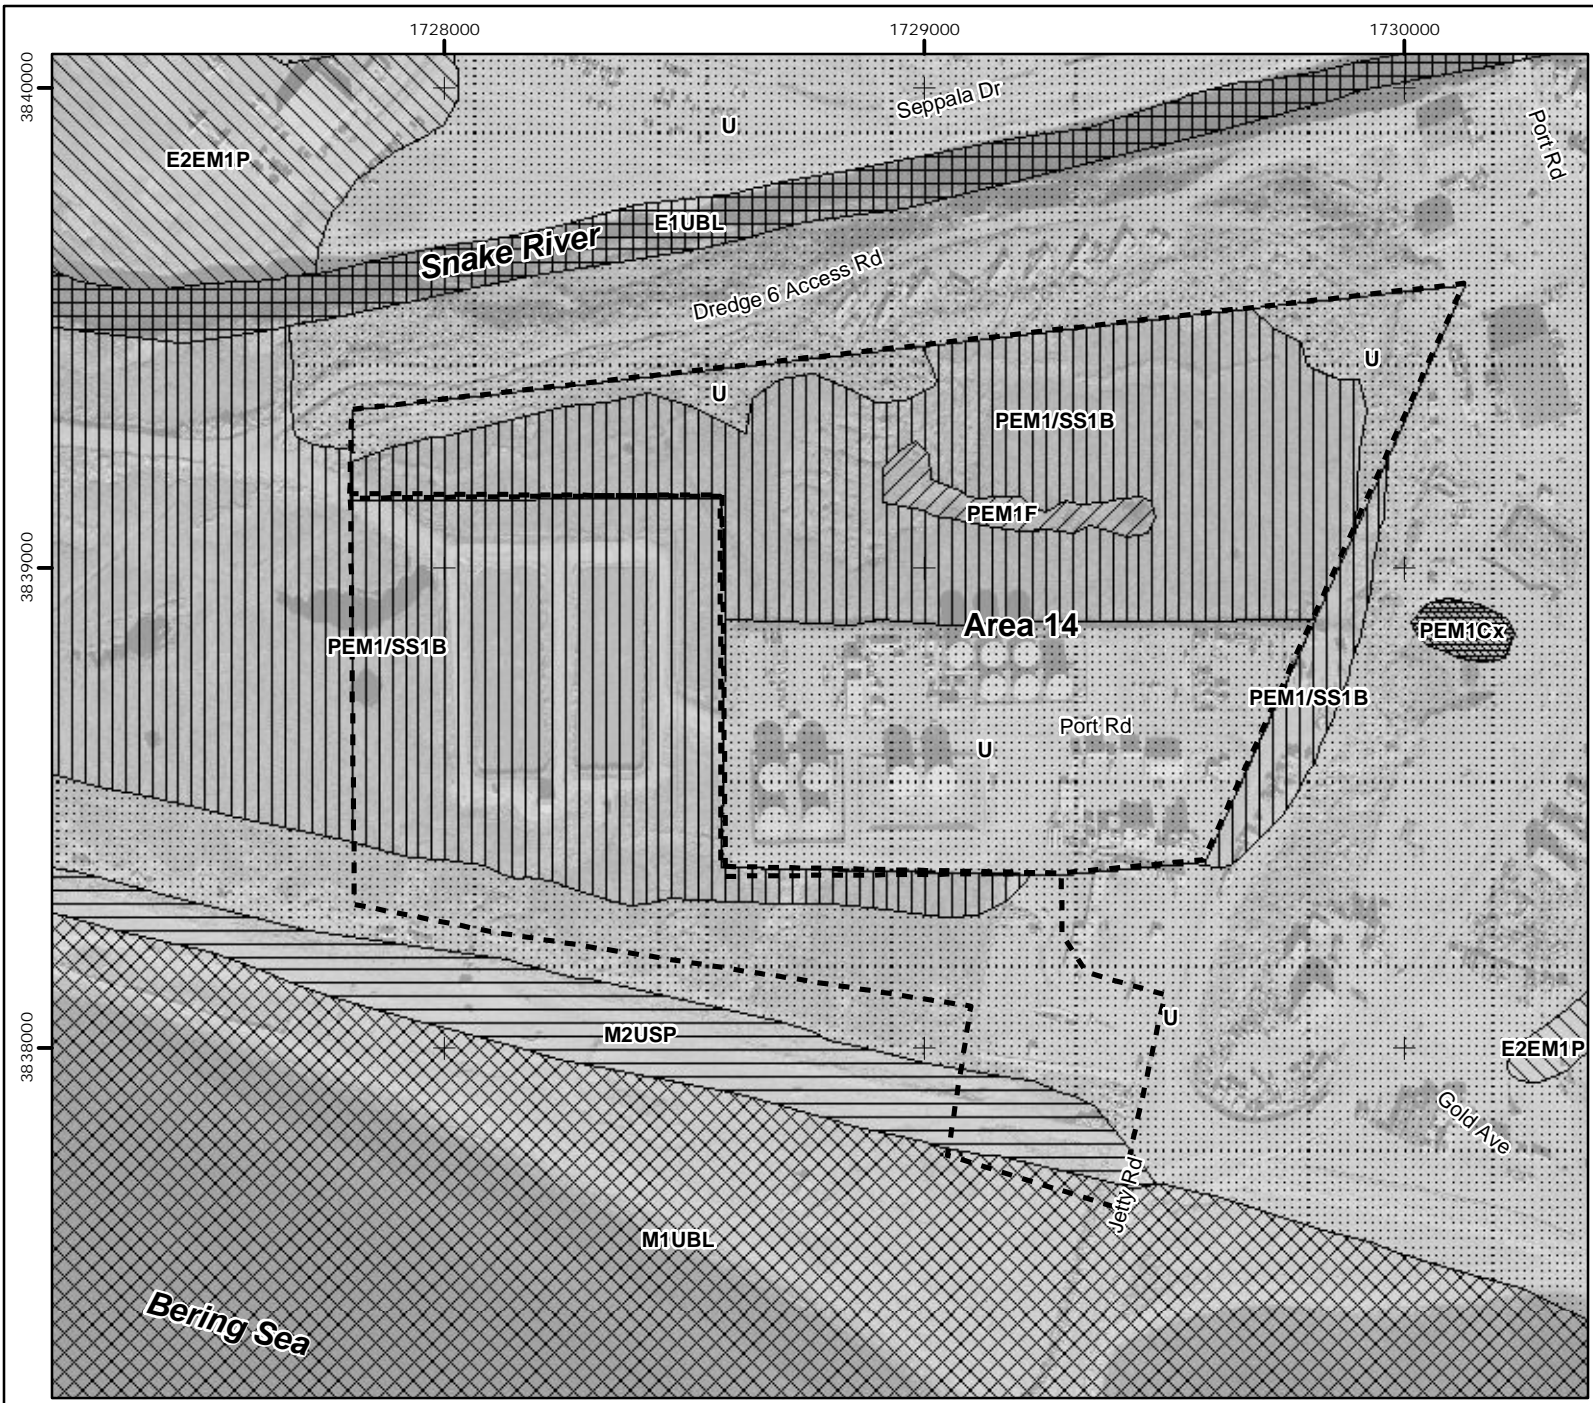 1728000
1729000
1730000
3840000
Seppala Dr
Port Rd
U
E2EM1P
E1UBL
Snake River
Dredge 6 Access Rd
U
U
PEM1/SS1B
PEM1F
3839000
Area 14
PEM1Cx
PEM1/SS1B
PEM1/SS1B
Port Rd
U
U
M2USP
3838000
E2EM1P
Gold Ave
Jetty Rd
M1UBL
Bering Sea